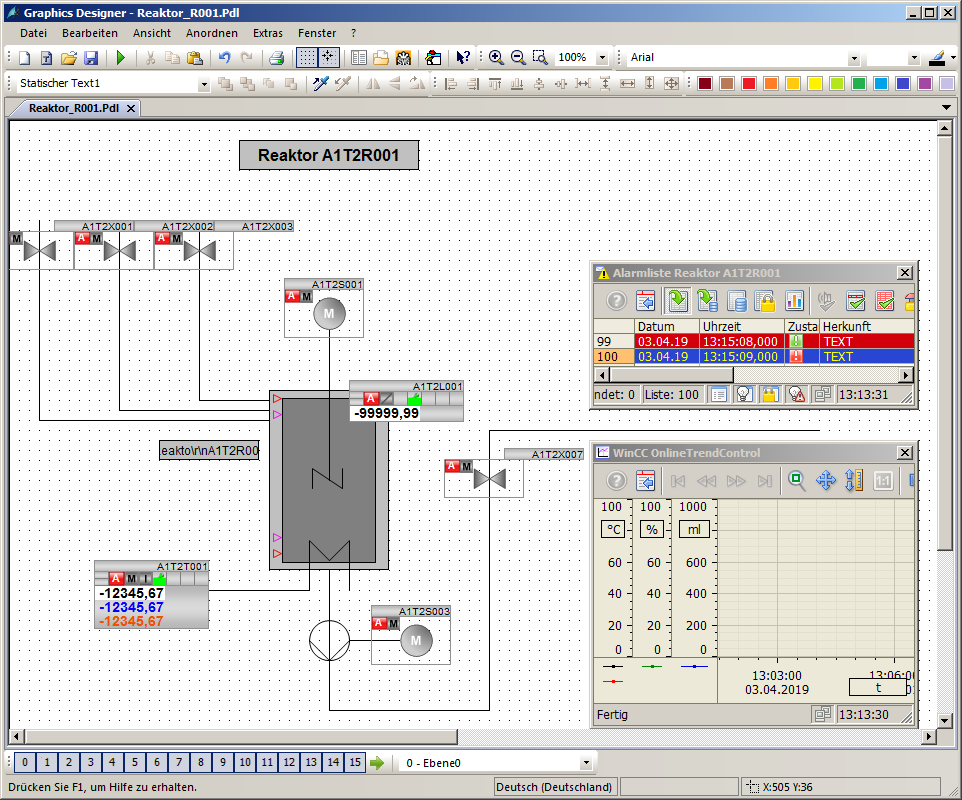 Graphics Designer - Reaktor_R001.Pdl
Datei Bearbeiten Ansicht Anordnen Extras Fenster ?
100% Arial
Statischer Text1
Reaktor_R001.Pdl
Reaktor A1T2R001
A1T2X001 A1T2X002 A1T2X003
M A M A M
A1T2S001
A M
M
Alarmliste Reaktor A1T2R001
Datum Uhrzeit Zusta Herkunft
99 03.04.19 13:15:08,000 TEXT
100 03.04.19 13:15:09,000 TEXT
ndet: 0 Liste: 100 13:13:31
A1T2L001
A
-99999,99
eakto\r\nA1T2R00
A1T2X007
A M
WinCC OnlineTrendControl
1:1
100 100 1000
°C % ml
60 60 600
40 40 400
20 20 200
0 0 0
13:03:00 13:06:00
03.04.2019
t
Fertig 13:13:30
A1T2T001
A M I
-12345,67
-12345,67
-12345,67
A1T2S003
A M
M
0 1 2 3 4 5 6 7 8 9 10 11 12 13 14 15 0 - Ebene0
Drücken Sie F1, um Hilfe zu erhalten. Deutsch (Deutschland) X:505 Y:36